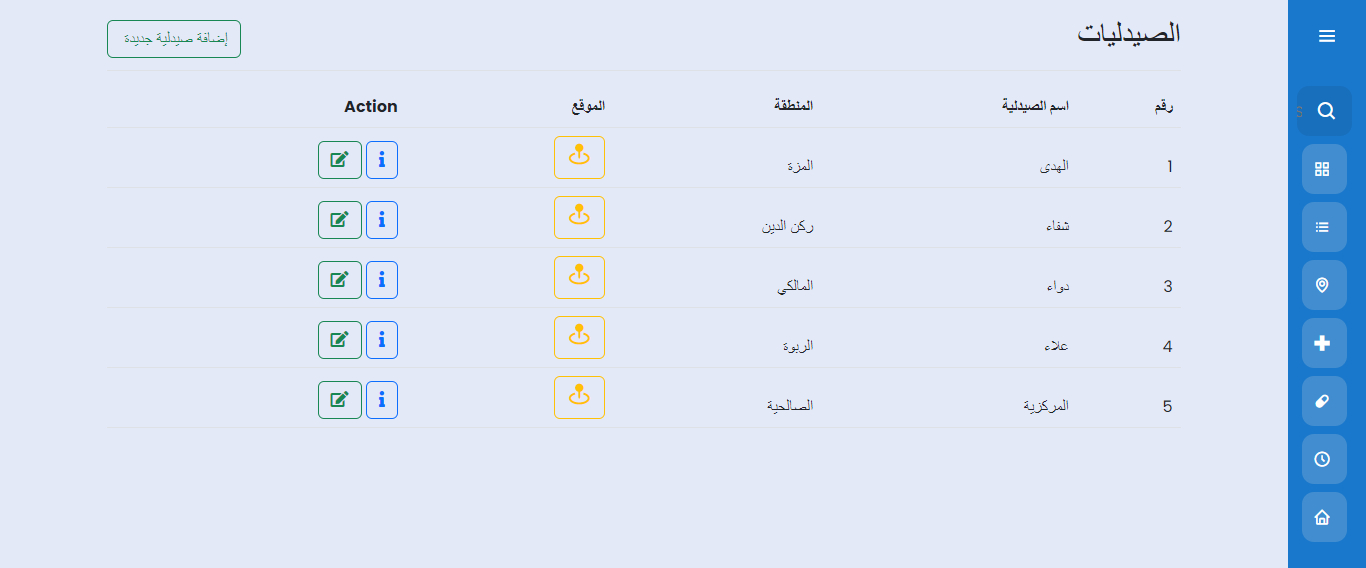 الصيدليات
إضافة صيدلية جديدة
رقم اسم الصيدلية المنطقة الموقع Action
1 الهدى المزة
2 شفاء ركن الدين
3 دواء المالكي
4 علاء الربوة
5 المركزية الصالحية